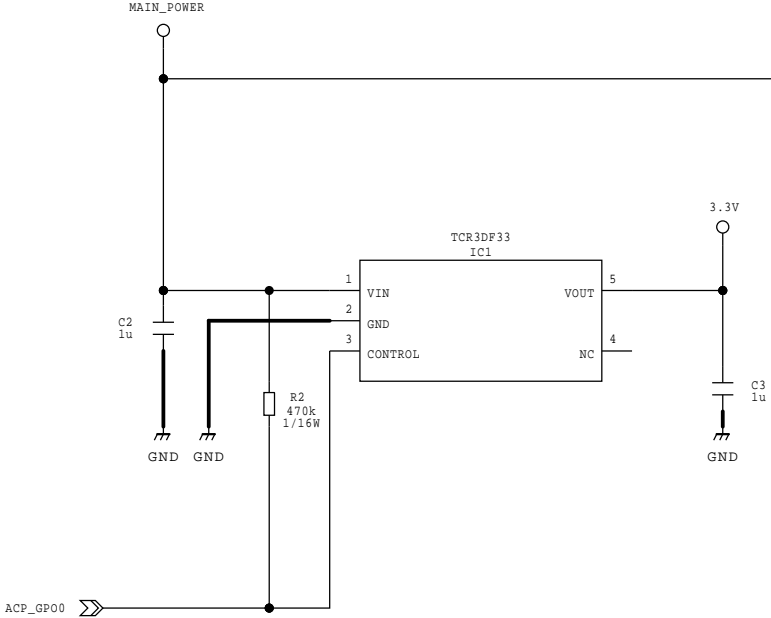 MAIN_POWER
3.3V
TCR3DF33
IC1
1
VIN
VOUT
5
2
GND
3
CONTROL
NC
4
C2
1u
C3
1u
R2
470k
1/16W
GND
GND
GND
ACP_GPO0